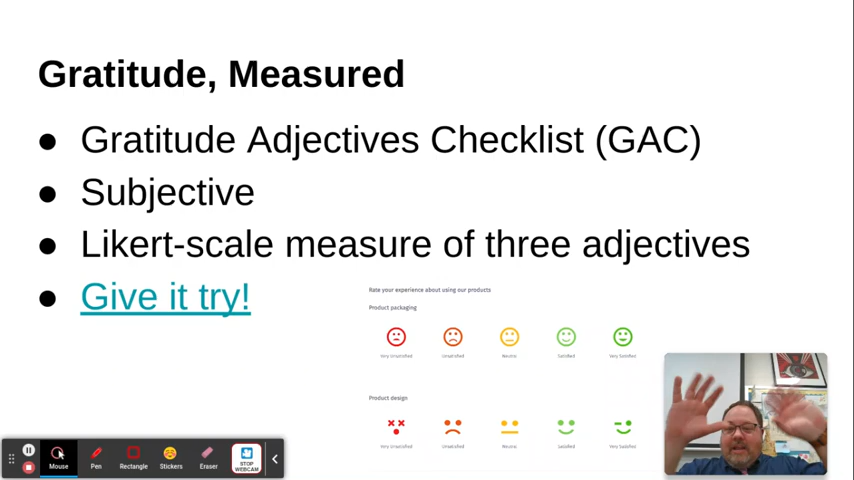 Gratitude, Measured
● Gratitude Adjectives Checklist (GAC)
● Subjective
● Likert-scale measure of three adjectives
● Give it try!
Rate your experience about using our products
Product packaging
Very Unsatisfied Unsatisfied Neutral Satisfied Very Satisfied
Product design
Very Unsatisfied Unsatisfied Neutral Satisfied Very Satisfied
Mouse Pen Rectangle Stickers Eraser STOP
WEBCAM